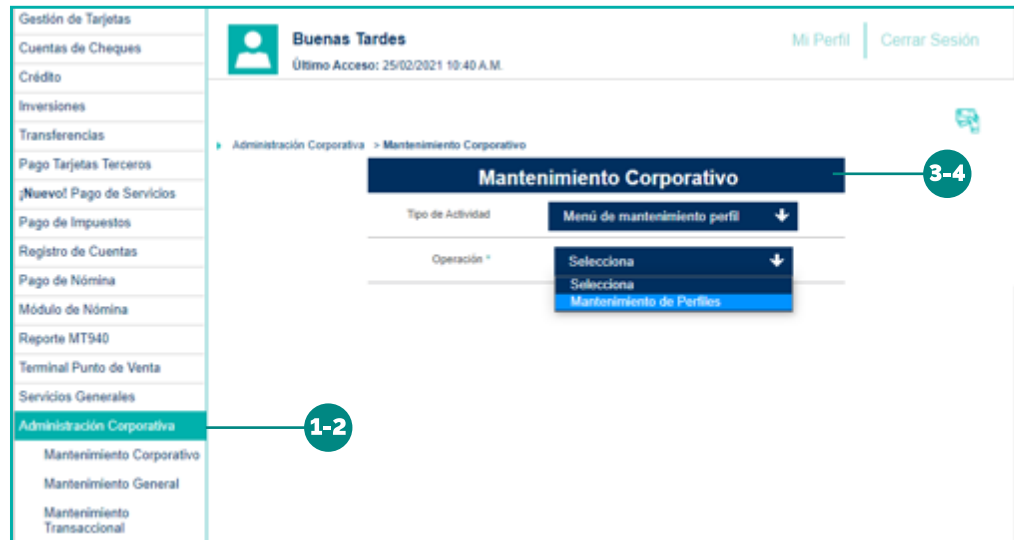 Gestión de Tarjetas
Cuentas de Cheques
Crédito
Inversiones
Transferencias
Pago Tarjetas Terceros
¡Nuevo! Pago de Servicios
Pago de Impuestos
Registro de Cuentas
Pago de Nómina
Módulo de Nómina
Reporte MT940
Terminal Punto de Venta
Servicios Generales
Administración Corporativa
Mantenimiento Corporativo
Mantenimiento General
Mantenimiento
Transaccional
1-2
Buenas Tardes
Último Acceso: 25/02/2021 10:40 A.M.
Mi Perfil
Cerrar Sesión
Administración Corporativa > Mantenimiento Corporativo
Mantenimiento Corporativo
3-4
Tipo de Actividad
Menú de mantenimiento perfil
Operación *
Selecciona
Selecciona
Mantenimiento de Perfiles